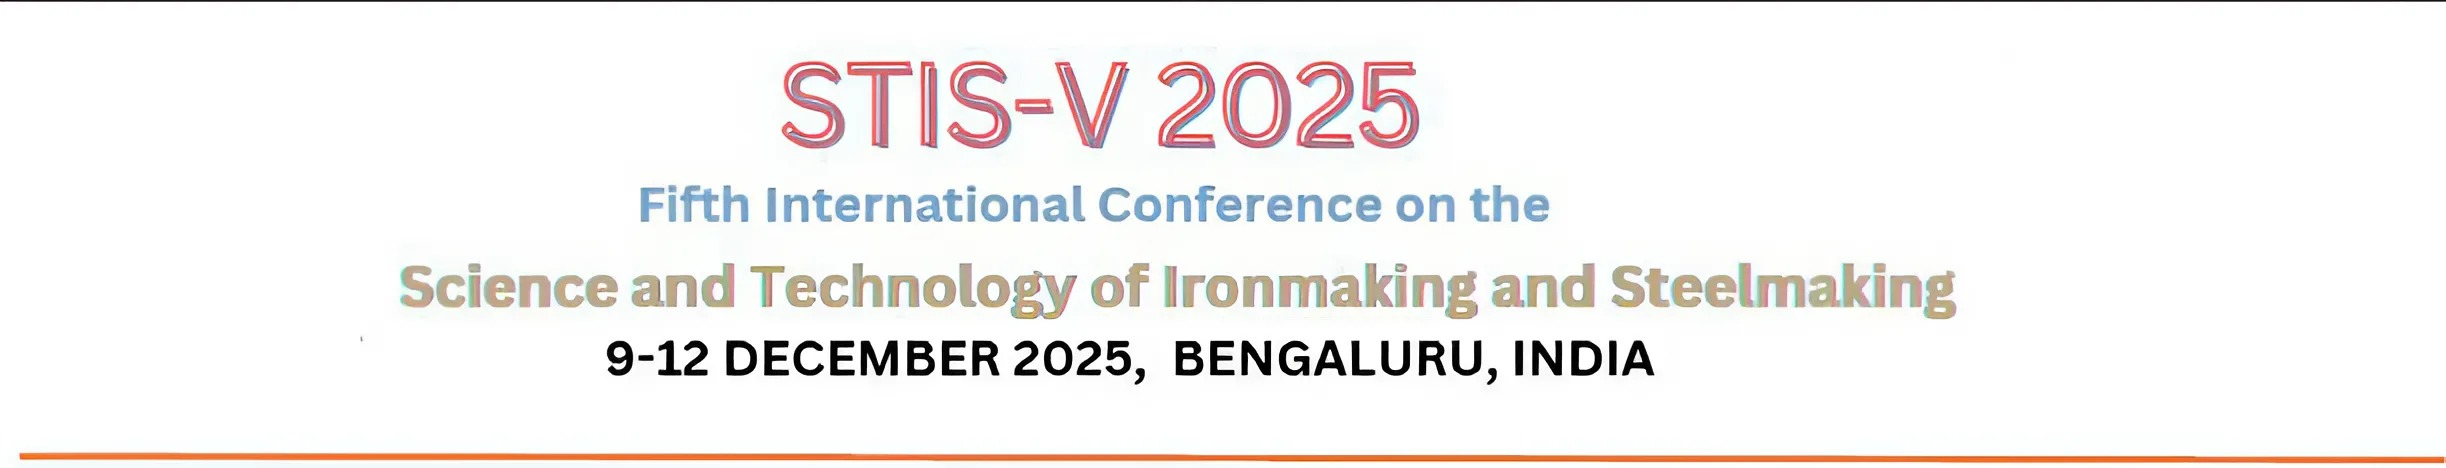 STIS-V 2025
Fifth International Conference on the
Science and Technology of Ironmaking and Steelmaking
9-12 DECEMBER 2025, BENGALURU, INDIA